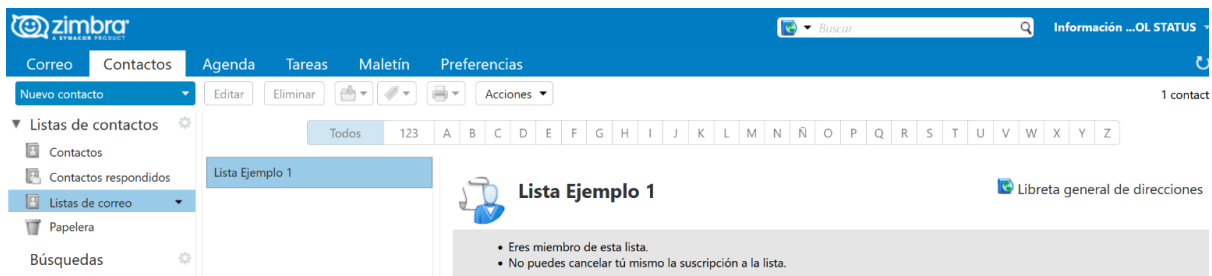 zimbra
A SYNACOR PRODUCT
Buscar
Información ...OL STATUS
Correo Contactos Agenda Tareas Maletín Preferencias
Nuevo contacto Editar Eliminar Acciones 1 contact
Listas de contactos
Todos 123 A B C D E F G H I J K L M N Ñ O P Q R S T U V W X Y Z
Contactos
Contactos respondidos
Listas de correo
Papelera
Búsquedas
Lista Ejemplo 1
Lista Ejemplo 1
Libreta general de direcciones
• Eres miembro de esta lista.
• No puedes cancelar tú mismo la suscripción a la lista.